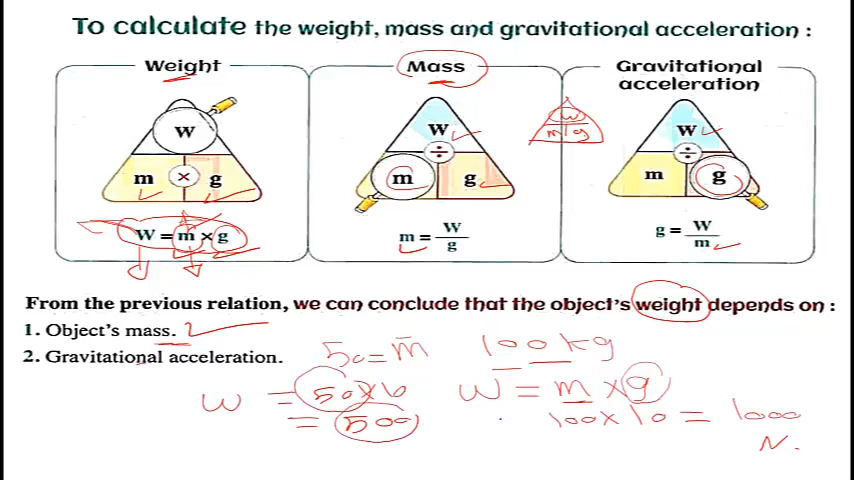 To calculate the weight, mass and gravitational acceleration :
Weight
W
m × g
W = m × g
Mass
W
÷
m g
m = W / g
w
m g
Gravitational
acceleration
W
÷
m g
g = W / m
From the previous relation, we can conclude that the object's weight depends on :
1. Object's mass.
2. Gravitational acceleration.
50 = m
100 kg
w = 50 × 10
= 500
w = m × g
100 × 10 = 1000
N.